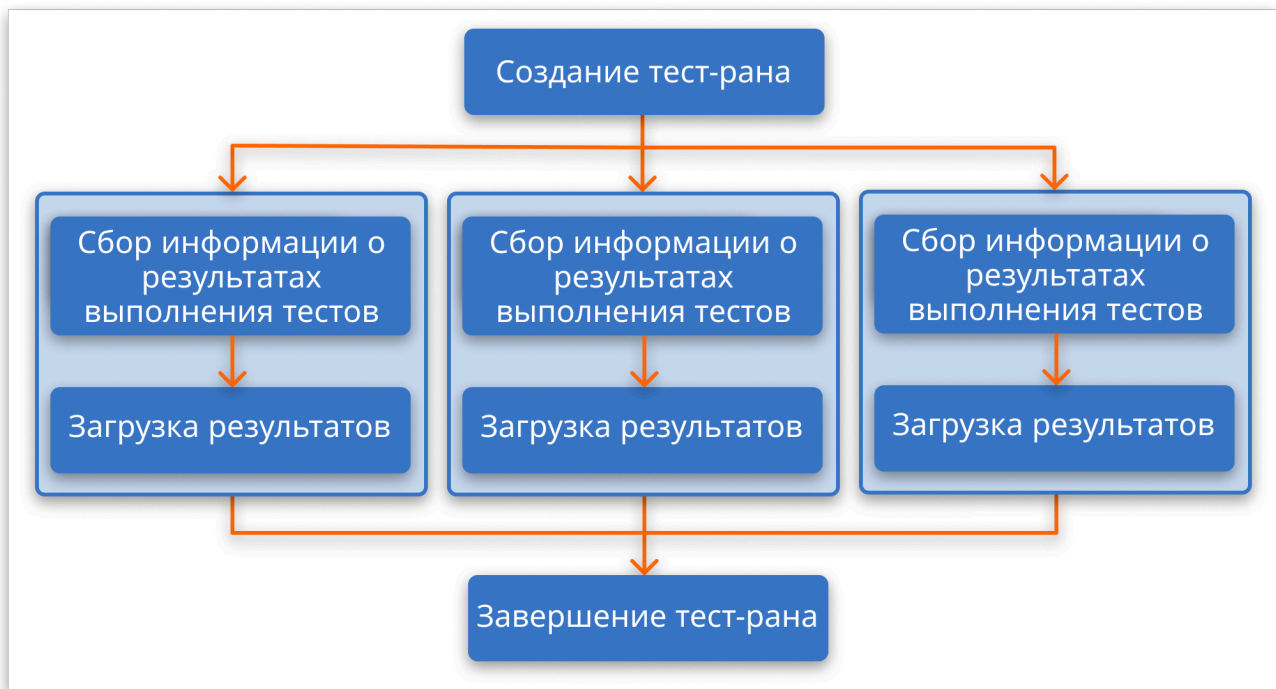 Создание тест-рана
Сбор информации о
результатах
выполнения тестов
Загрузка результатов
Сбор информации о
результатах
выполнения тестов
Загрузка результатов
Сбор информации о
результатах
выполнения тестов
Загрузка результатов
Завершение тест-рана